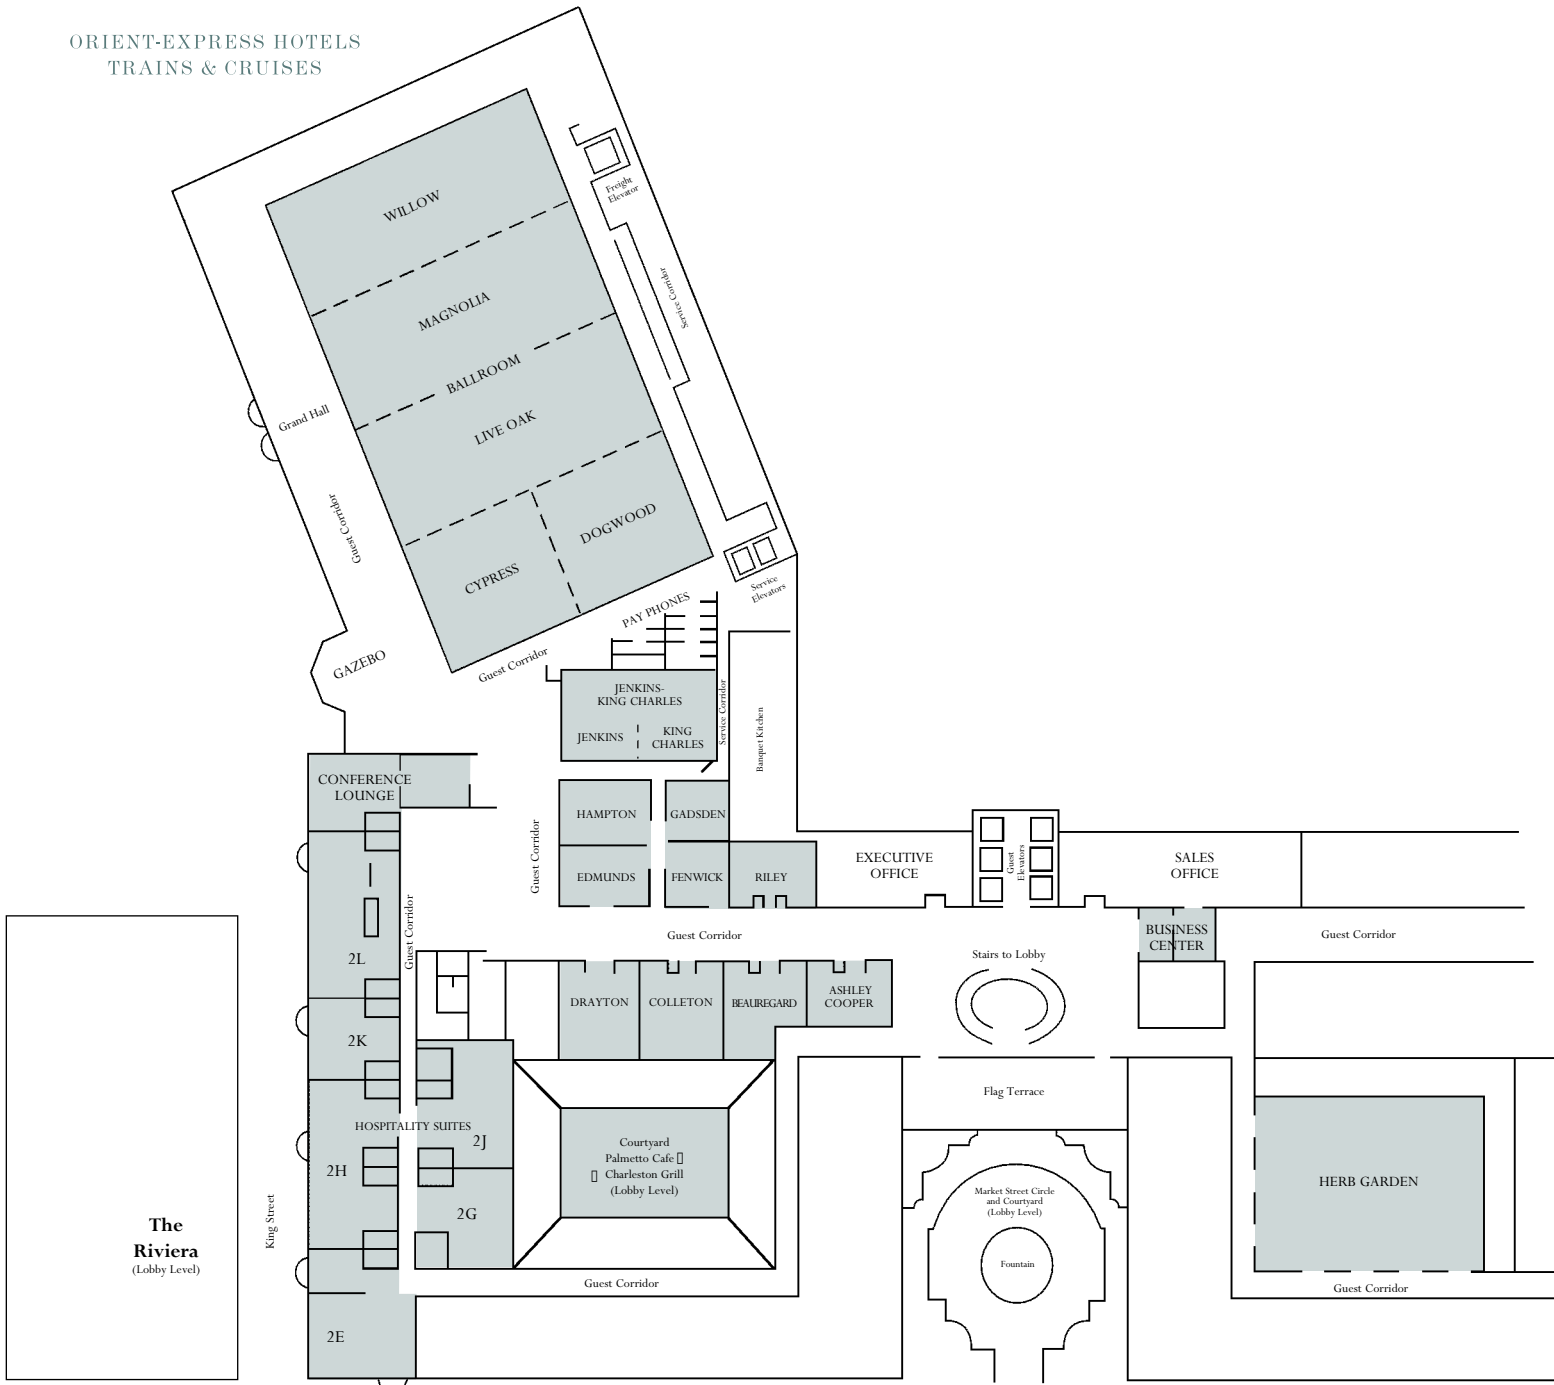 ORIENT-EXPRESS HOTELS
TRAINS & CRUISES
WILLOW
Freight
Elevator
MAGNOLIA
Service Corridor
BALLROOM
Grand Hall
LIVE OAK
Guest Corridor
DOGWOOD
CYPRESS
Service
Elevators
PAY PHONES
GAZEBO
Guest Corridor
JENKINS-
KING CHARLES
JENKINS
KING
CHARLES
Service Corridor
Banquet Kitchen
CONFERENCE
LOUNGE
HAMPTON
GADSDEN
Guest Corridor
EDMUNDS
FENWICK
RILEY
EXECUTIVE
OFFICE
Guest
Elevators
SALES
OFFICE
Guest Corridor
Guest Corridor
BUSINESS
CENTER
Guest Corridor
2L
Stairs to Lobby
DRAYTON
COLLETON
BEAUREGARD
ASHLEY
COOPER
2K
Flag Terrace
HOSPITALITY SUITES
2J
2H
Courtyard
Palmetto Cafe
Charleston Grill
(Lobby Level)
HERB GARDEN
Market Street Circle
and Courtyard
(Lobby Level)
2G
King Street
The
Riviera
(Lobby Level)
Fountain
Guest Corridor
Guest Corridor
2E